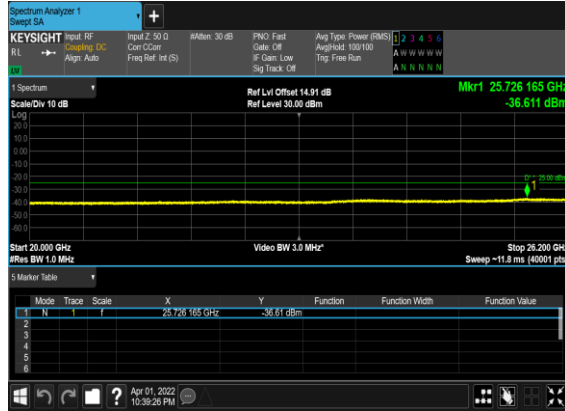 Spectrum Analyzer 1
Swept SA
+
KEYSIGHT Input: RF Input Z: 50 Ω #Atten: 30 dB PNO: Fast Avg Type: Power (RMS) 1 2 3 4 5 6
RL Coupling: DC Corr CCorr Gate: Off Avg|Hold: 100/100 A W W W W W
Align: Auto Freq Ref: Int (S) IF Gain: Low Trig: Free Run
LV Sig Track: Off A N N N N N
1 Spectrum Ref Lvl Offset 14.91 dB Mkr1 25.726 165 GHz
Scale/Div 10 dB Ref Level 30.00 dBm -36.611 dBm
Log
20.0
10.0
0.00
-10.0
-20.0
-30.0
-40.0
-50.0
-60.0
1
Start 20.000 GHz Video BW 3.0 MHz* Stop 26.200 GHz
#Res BW 1.0 MHz Sweep ~11.8 ms (40001 pts
5 Marker Table
Mode Trace Scale X Y Function Function Width Function Value
1 N 1 f 25.726 165 GHz -36.61 dBm
2
3
4
5
6
? Apr 01, 2022
10:39:26 PM